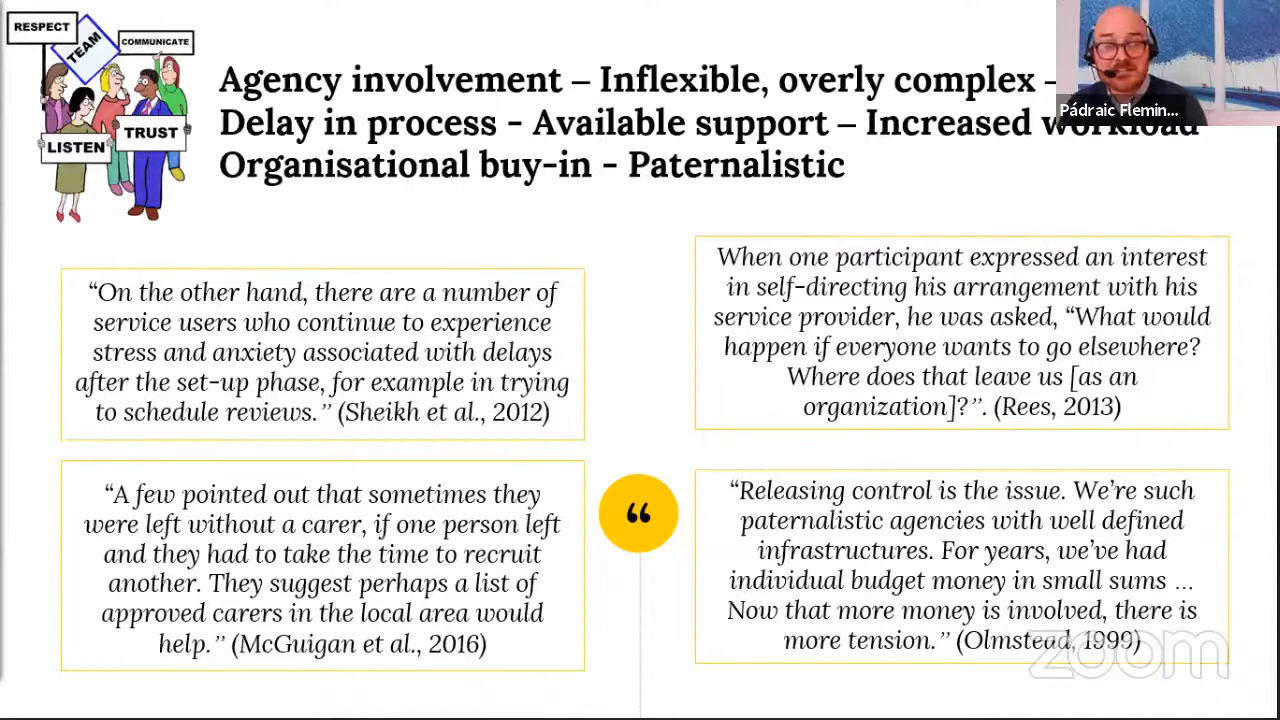 RESPECT
TEAM
COMMUNICATE
TRUST
LISTEN
Agency involvement – Inflexible, overly complex –
Delay in process - Available support – Increased workload
Organisational buy-in - Paternalistic
Pádraic Flemin...
“On the other hand, there are a number of
service users who continue to experience
stress and anxiety associated with delays
after the set-up phase, for example in trying
to schedule reviews.” (Sheikh et al., 2012)
When one participant expressed an interest
in self-directing his arrangement with his
service provider, he was asked, “What would
happen if everyone wants to go elsewhere?
Where does that leave us [as an
organization]?”. (Rees, 2013)
“A few pointed out that sometimes they
were left without a carer, if one person left
and they had to take the time to recruit
another. They suggest perhaps a list of
approved carers in the local area would
help.” (McGuigan et al., 2016)
“
“Releasing control is the issue. We’re such
paternalistic agencies with well defined
infrastructures. For years, we’ve had
individual budget money in small sums ...
Now that more money is involved, there is
more tension.” (Olmstead, 1999)
zoom